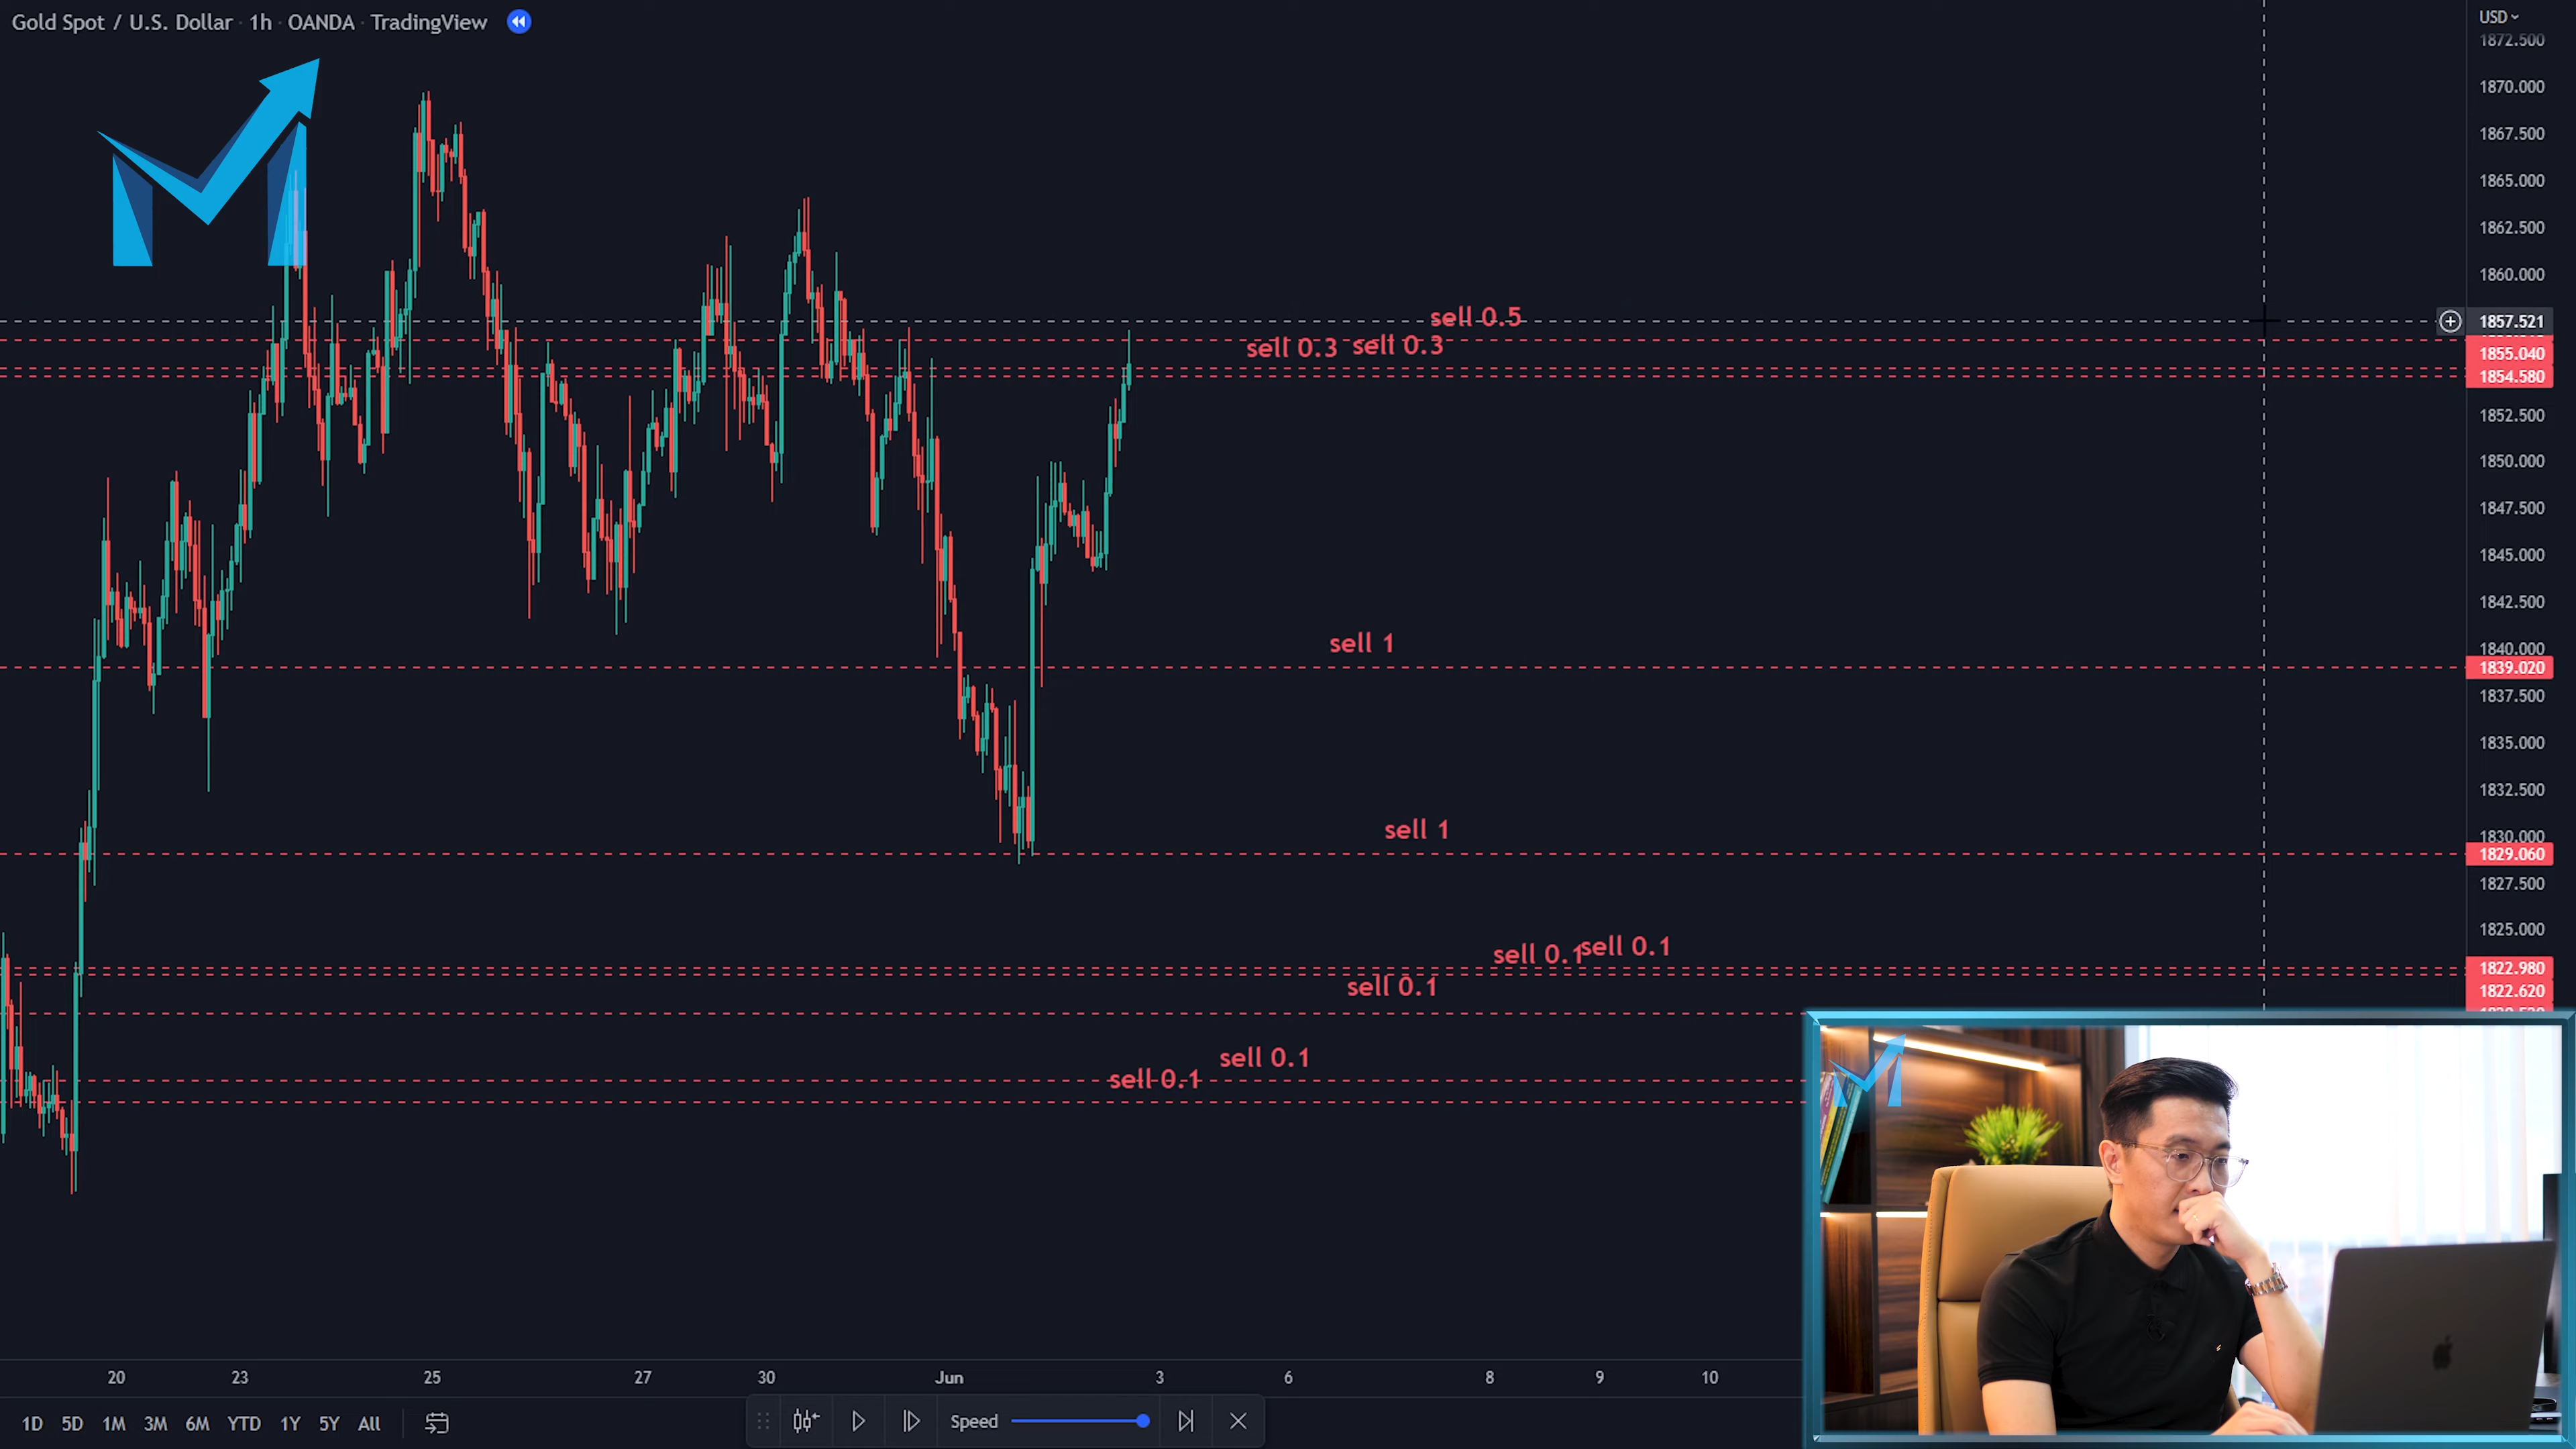 Gold Spot / U.S. Dollar · 1h · OANDA · TradingView
USD
1872.500
1870.000
1867.500
1865.000
1862.500
1860.000
1857.521
1855.040
1854.580
1852.500
1850.000
1847.500
1845.000
1842.500
1840.000
1839.020
1837.500
1835.000
1832.500
1830.000
1829.060
1827.500
1825.000
1822.980
1822.620
sell 0.5
sell 0.3 sell 0.3
sell 1
sell 1
sell 0.1 sell 0.1
sell 0.1
sell 0.1
sell 0.1
20 23 25 27 30 Jun 3 6 8 9 10
1D 5D 1M 3M 6M YTD 1Y 5Y All
Speed